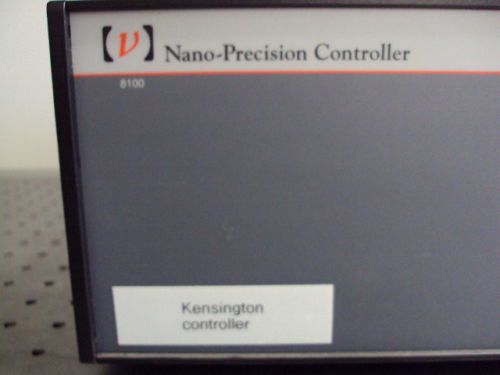 [ν] Nano-Precision Controller
8100
Kensington
controller